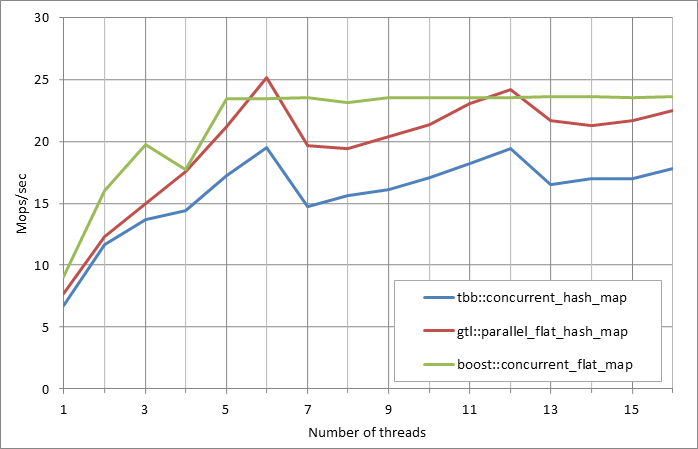 30
25
20
15
10
5
0
Mops/sec
tbb::concurrent_hash_map
gtl::parallel_flat_hash_map
boost::concurrent_flat_map
1 3 5 7 9 11 13 15
Number of threads